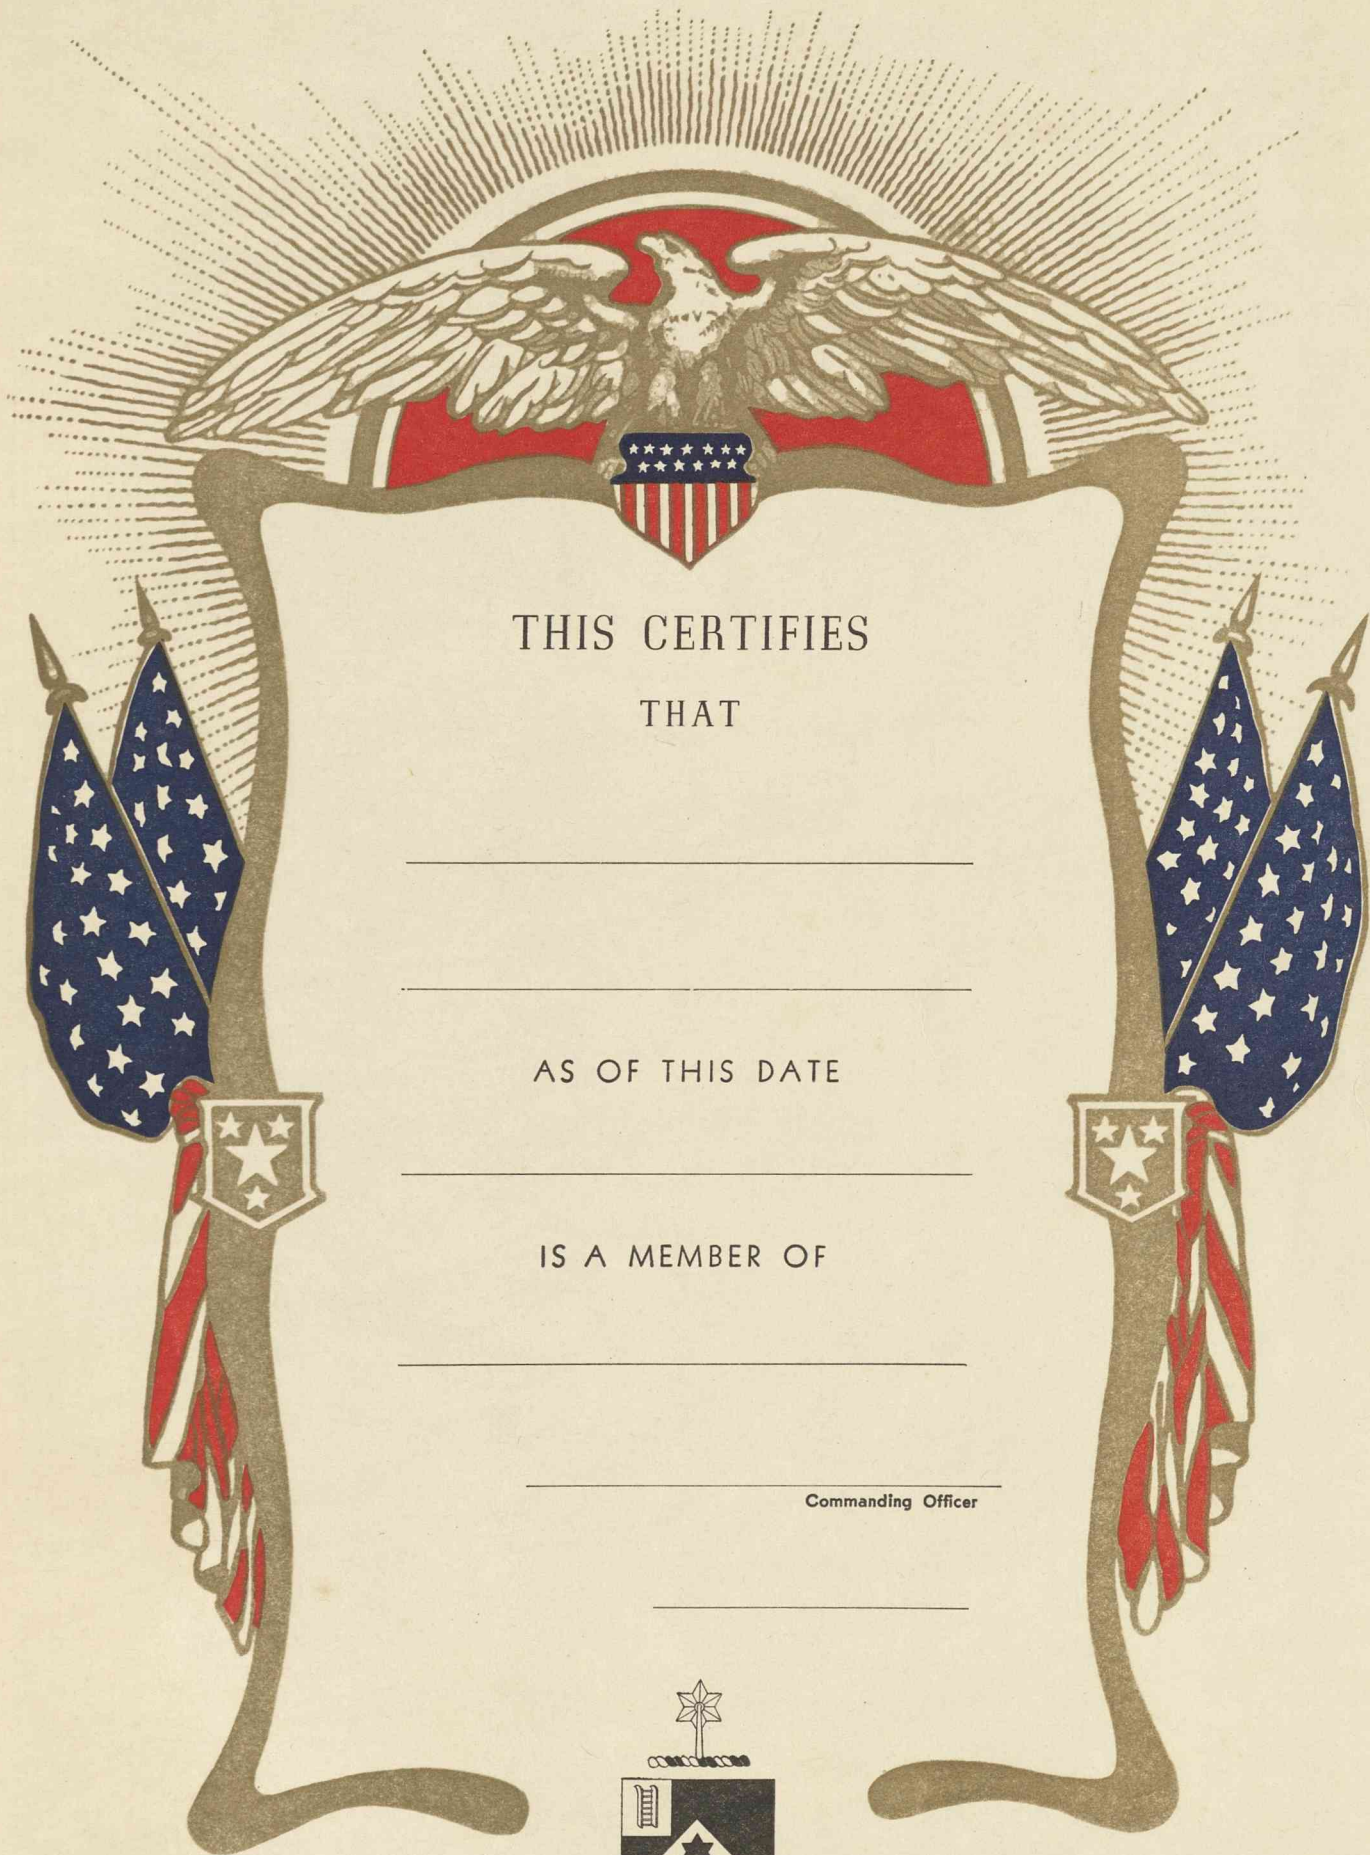 THIS CERTIFIES
THAT
AS OF THIS DATE
IS A MEMBER OF
Commanding Officer